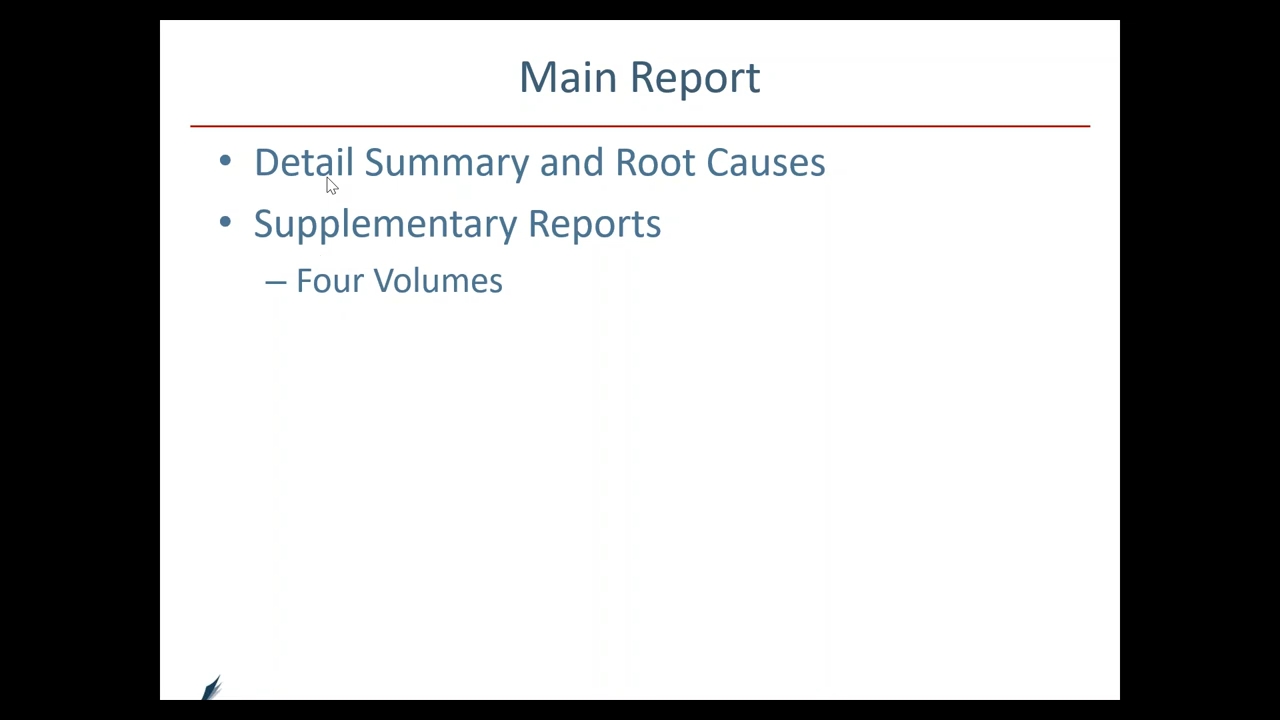 Main Report
• Detail Summary and Root Causes
• Supplementary Reports
– Four Volumes